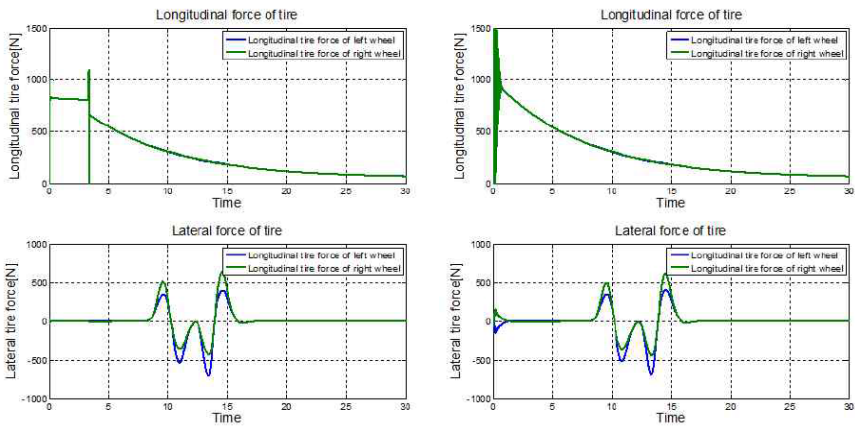 Longitudinal force of tire
Longitudinal tire force[N]
1500
1000
500
0
Longitudinal tire force of left wheel
Longitudinal tire force of right wheel
0 5 10 15 20 25 30
Time
Longitudinal force of tire
Longitudinal tire force[N]
1500
1000
500
0
Longitudinal tire force of left wheel
Longitudinal tire force of right wheel
0 5 10 15 20 25 30
Time
Lateral force of tire
Lateral tire force[N]
1000
500
0
-500
-1000
Longitudinal tire force of left wheel
Longitudinal tire force of right wheel
0 5 10 15 20 25 30
Time
Lateral force of tire
Lateral tire force[N]
1000
500
0
-500
-1000
Longitudinal tire force of left wheel
Longitudinal tire force of right wheel
0 5 10 15 20 25 30
Time